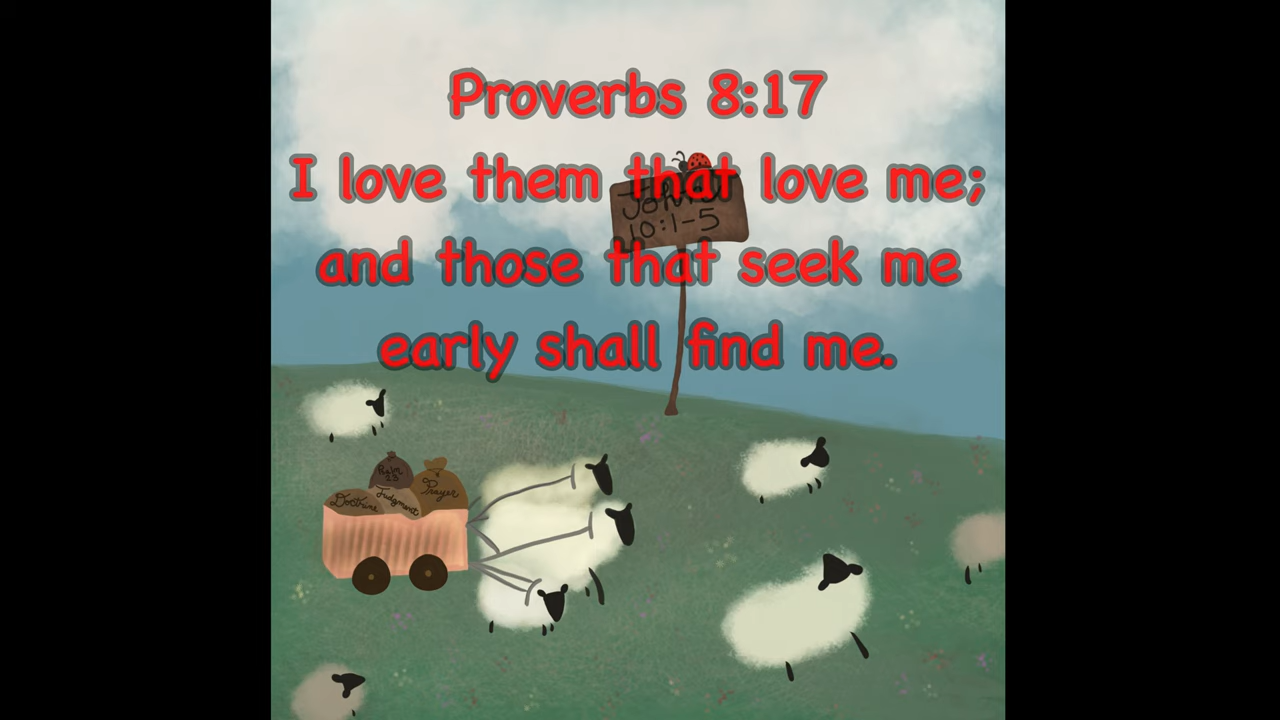 Proverbs 8:17
I love them that love me;
and those that seek me
early shall find me.
John
10:1-5
Psalm
23
Prayer
Doctrine
Judgment